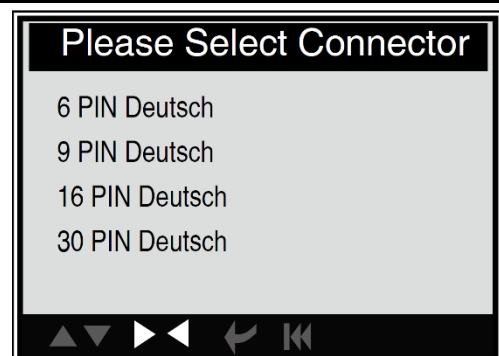 Please Select Connector
6 PIN Deutsch
9 PIN Deutsch
16 PIN Deutsch
30 PIN Deutsch